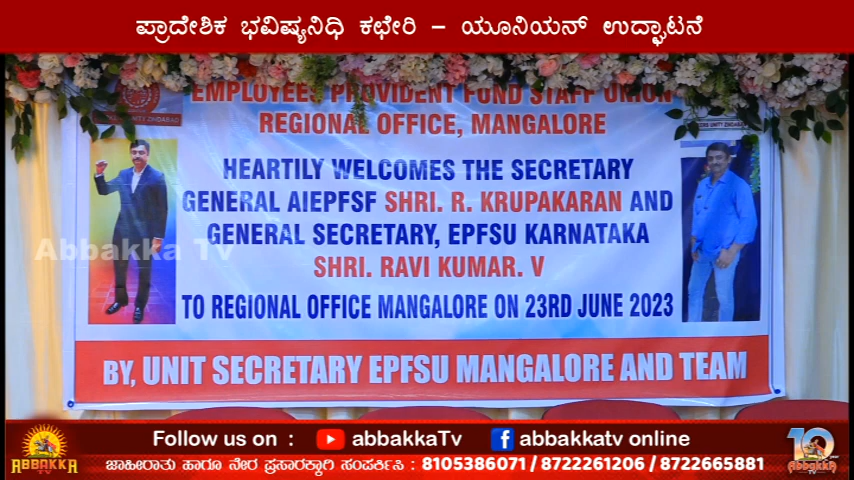 ಪ್ರಾದೇಶಿಕ ಭವಿಷ್ಯನಿಧಿ ಕಛೇರಿ – ಯೂನಿಯನ್ ಉದ್ಘಾಟನೆ
EMPLOYEES PROVIDENT FUND STAFF UNION
REGIONAL OFFICE, MANGALORE
HEARTILY WELCOMES THE SECRETARY
GENERAL AIEPFSF SHRI. R. KRUPAKARAN AND
GENERAL SECRETARY, EPFSU KARNATAKA
SHRI. RAVI KUMAR. V
TO REGIONAL OFFICE MANGALORE ON 23RD JUNE 2023
BY, UNIT SECRETARY EPFSU MANGALORE AND TEAM
Abbakka Tv
Follow us on : abbakkaTv abbakkatv online
ಜಾಹೀರಾತು ಹಾಗೂ ನೇರ ಪ್ರಸಾರಕ್ಕಾಗಿ ಸಂಪರ್ಕಿಸಿ : 8105386071 / 8722261206 / 8722665881
ABBAKKA TV
10 ABBAKKA TV